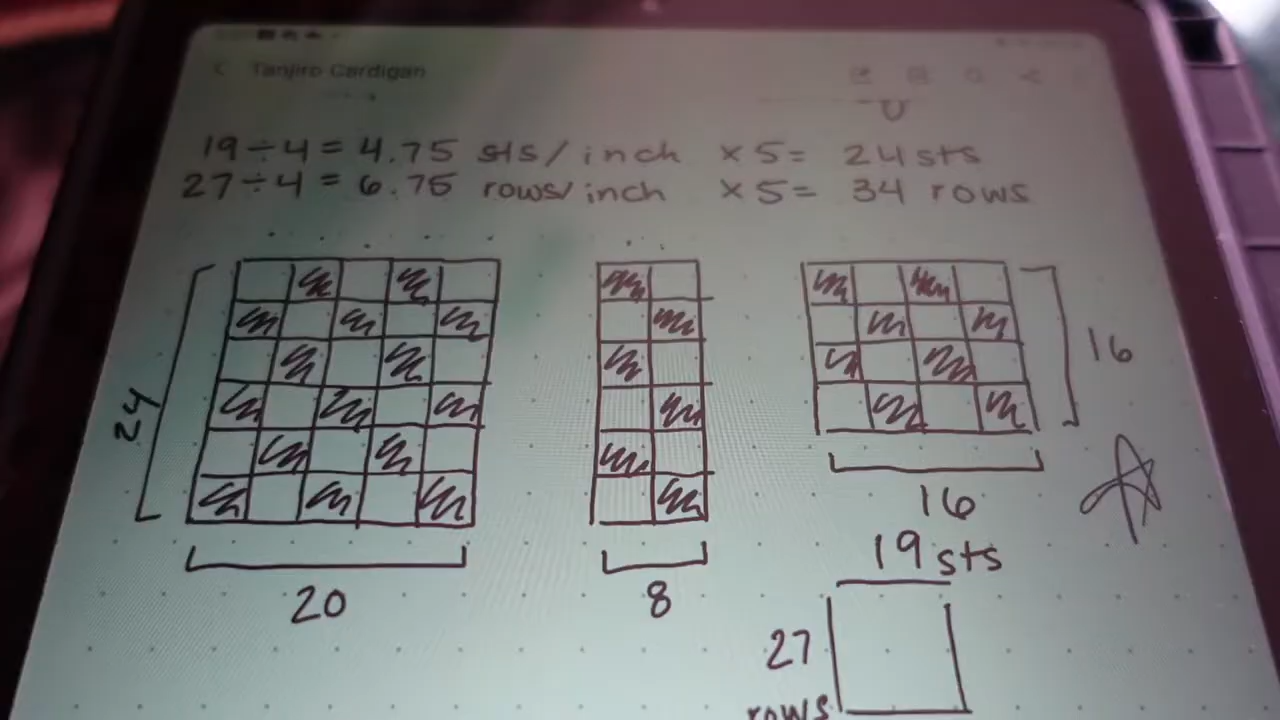 Tanjiro Cardigan
19÷4 = 4.75 sts/inch ×5= 24 sts
27÷4 = 6.75 rows/inch ×5= 34 rows
24
16
20
8
16
19 sts
27
rows